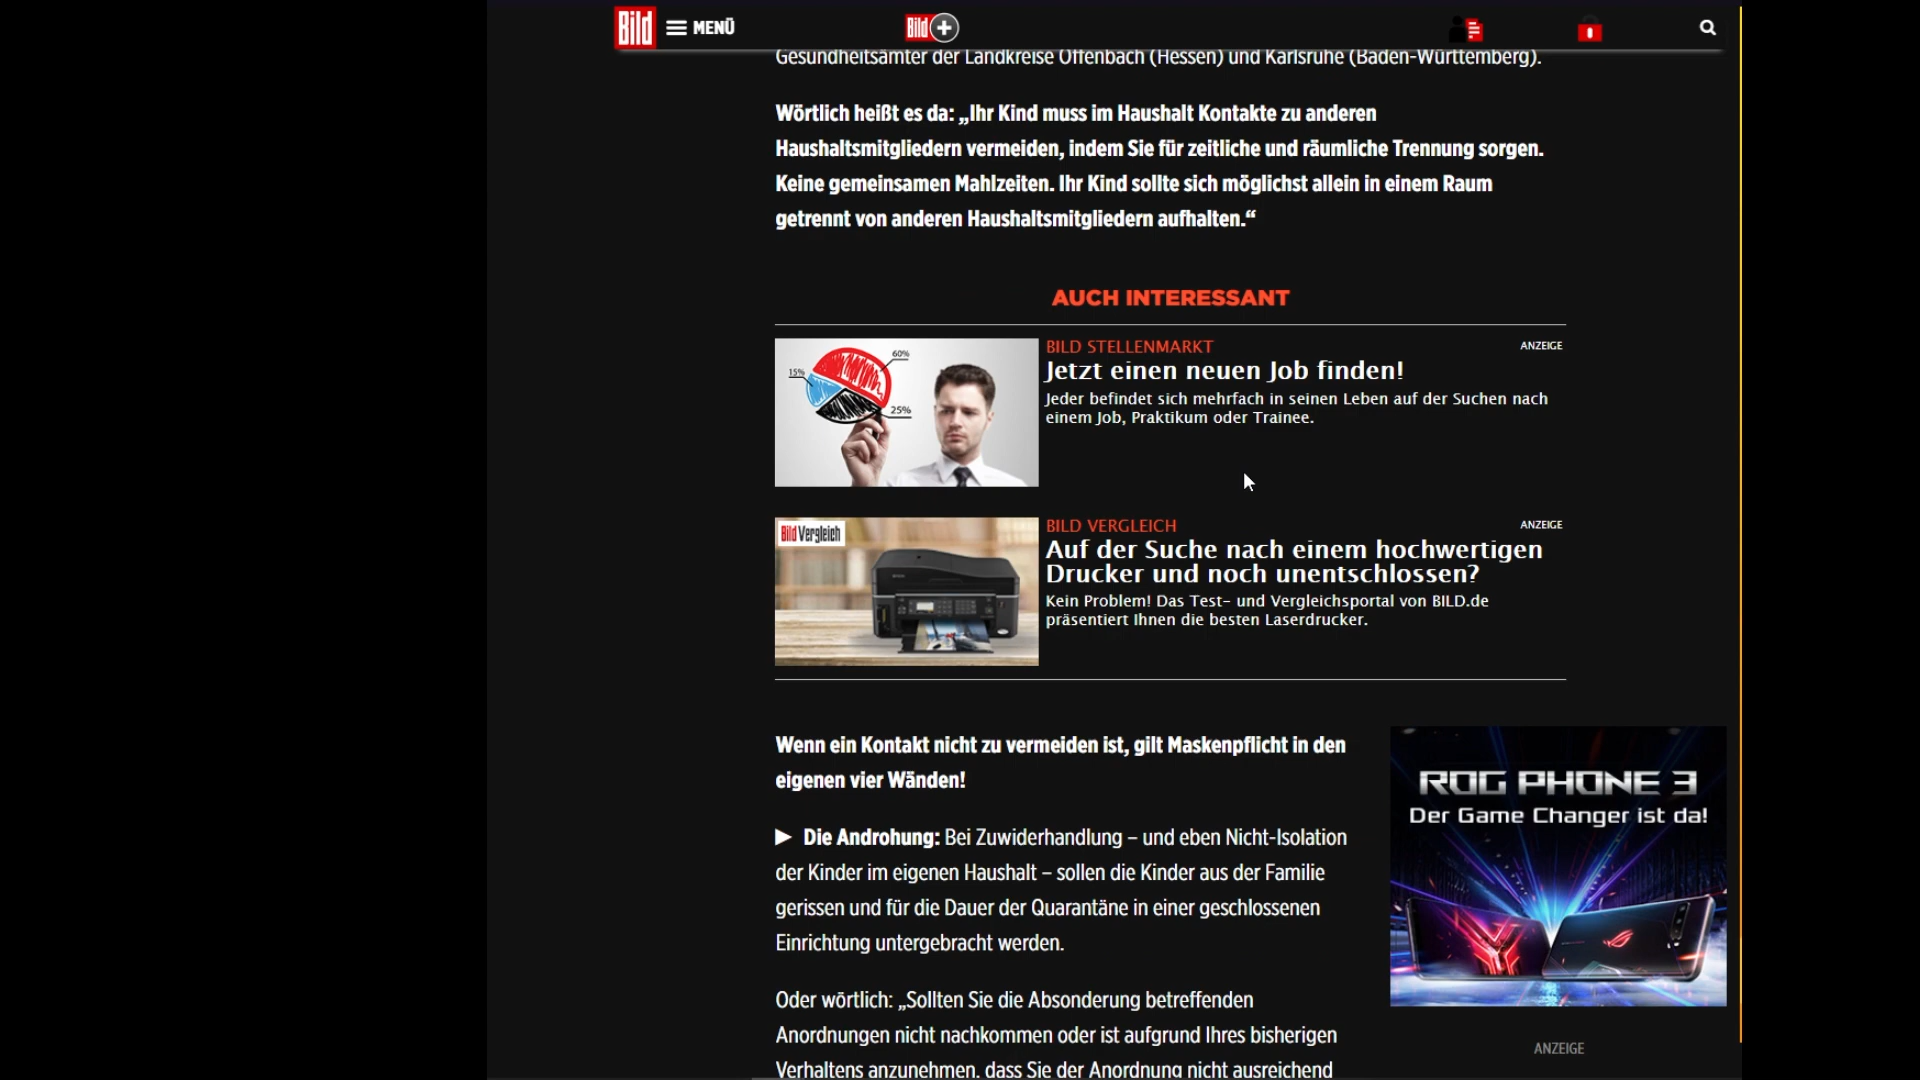 Bild MENÜ Bild+
Gesundheitsämter der Landkreise Offenbach (Hessen) und Karlsruhe (Baden-Württemberg).
Wörtlich heißt es da: „Ihr Kind muss im Haushalt Kontakte zu anderen
Haushaltsmitgliedern vermeiden, indem Sie für zeitliche und räumliche Trennung sorgen.
Keine gemeinsamen Mahlzeiten. Ihr Kind sollte sich möglichst allein in einem Raum
getrennt von anderen Haushaltsmitgliedern aufhalten.“
AUCH INTERESSANT
60%
15%
25%
BILD STELLENMARKT
ANZEIGE
Jetzt einen neuen Job finden!
Jeder befindet sich mehrfach in seinen Leben auf der Suchen nach
einem Job, Praktikum oder Trainee.
Bild Vergleich
BILD VERGLEICH
ANZEIGE
Auf der Suche nach einem hochwertigen
Drucker und noch unentschlossen?
Kein Problem! Das Test- und Vergleichsportal von BILD.de
präsentiert Ihnen die besten Laserdrucker.
Wenn ein Kontakt nicht zu vermeiden ist, gilt Maskenpflicht in den
eigenen vier Wänden!
► Die Androhung: Bei Zuwiderhandlung – und eben Nicht-Isolation
der Kinder im eigenen Haushalt – sollen die Kinder aus der Familie
gerissen und für die Dauer der Quarantäne in einer geschlossenen
Einrichtung untergebracht werden.
Oder wörtlich: „Sollten Sie die Absonderung betreffenden
Anordnungen nicht nachkommen oder ist aufgrund Ihres bisherigen
Verhaltens anzunehmen, dass Sie der Anordnung nicht ausreichend
ROG PHONE 3
Der Game Changer ist da!
ANZEIGE